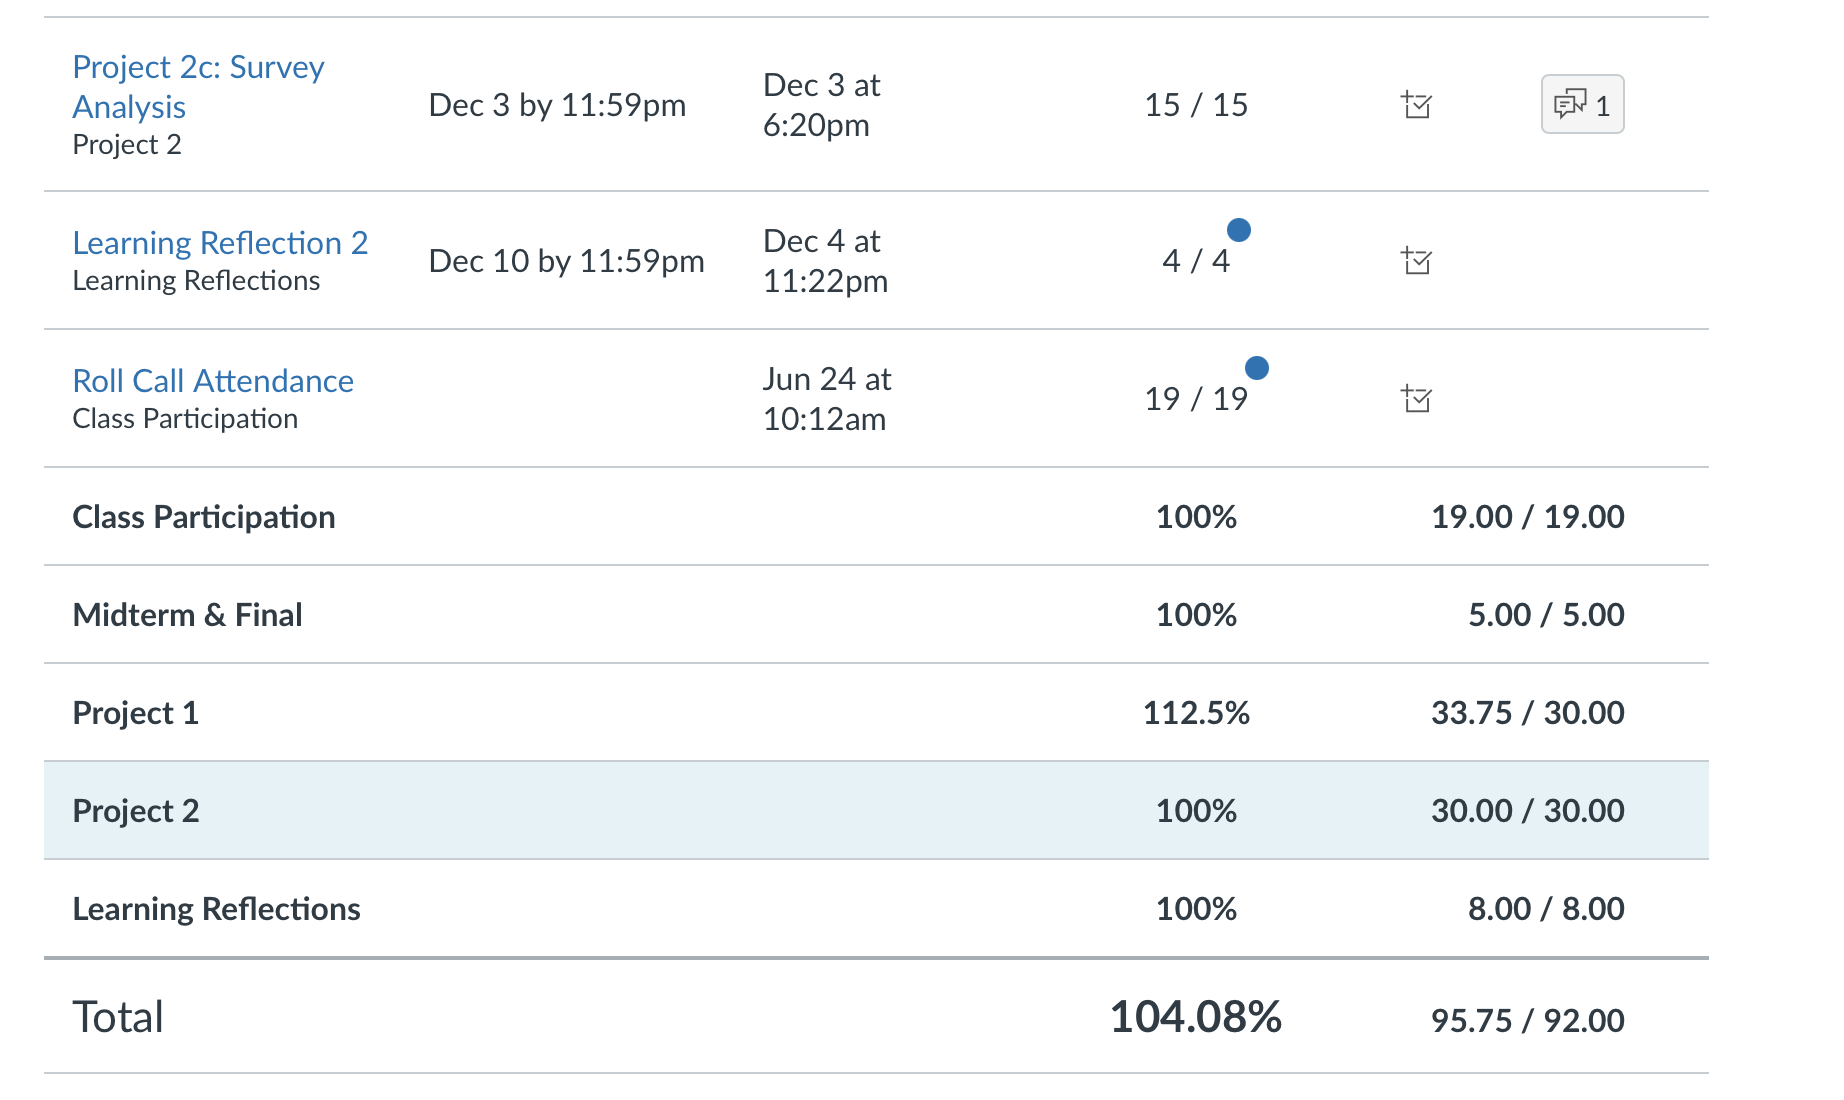 Project 2c: Survey
Analysis
Project 2
Dec 3 by 11:59pm
Dec 3 at
6:20pm
15 / 15
1
Learning Reflection 2
Learning Reflections
Dec 10 by 11:59pm
Dec 4 at
11:22pm
4 / 4
Roll Call Attendance
Class Participation
Jun 24 at
10:12am
19 / 19
Class Participation 100% 19.00 / 19.00
Midterm & Final 100% 5.00 / 5.00
Project 1 112.5% 33.75 / 30.00
Project 2 100% 30.00 / 30.00
Learning Reflections 100% 8.00 / 8.00
Total 104.08% 95.75 / 92.00